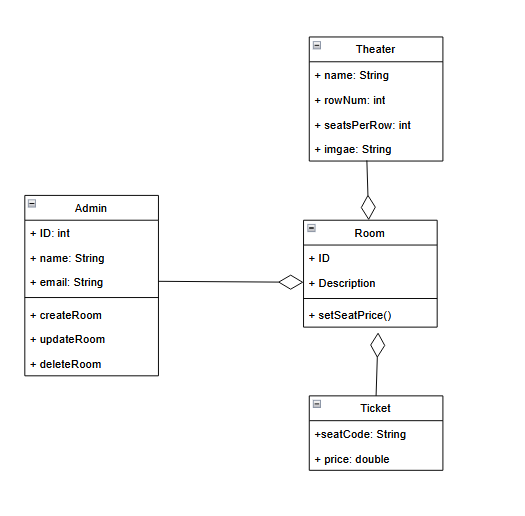 Theater
+ name: String
+ rowNum: int
+ seatsPerRow: int
+ imgae: String
Admin
+ ID: int
+ name: String
+ email: String
+ createRoom
+ updateRoom
+ deleteRoom
Room
+ ID
+ Description
+ setSeatPrice()
Ticket
+seatCode: String
+ price: double